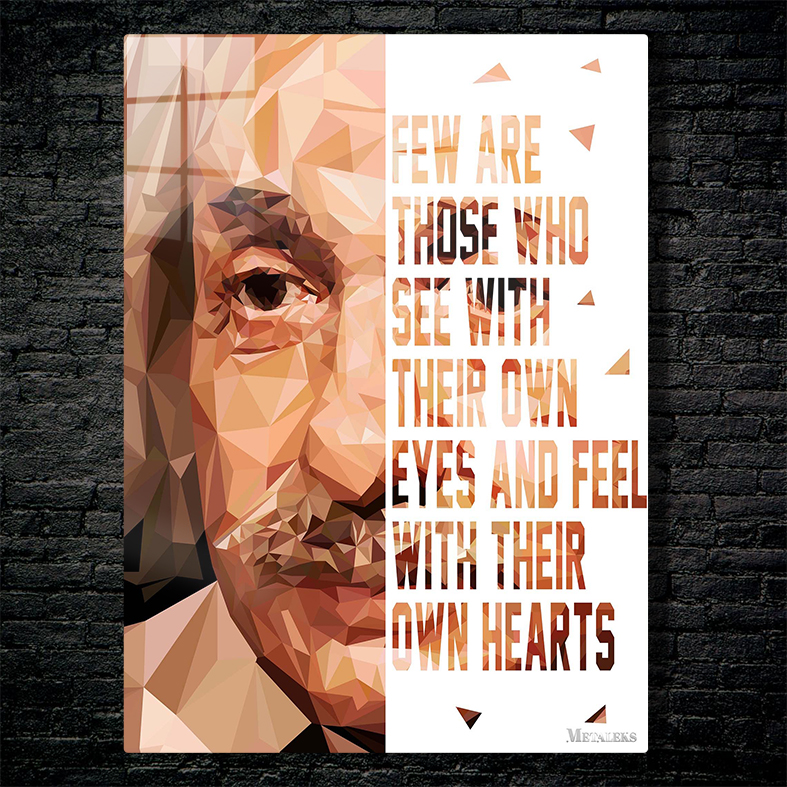 FEW ARE
THOSE WHO
SEE WITH
THEIR OWN
EYES AND FEEL
WITH THEIR
OWN HEARTS
METALEKS